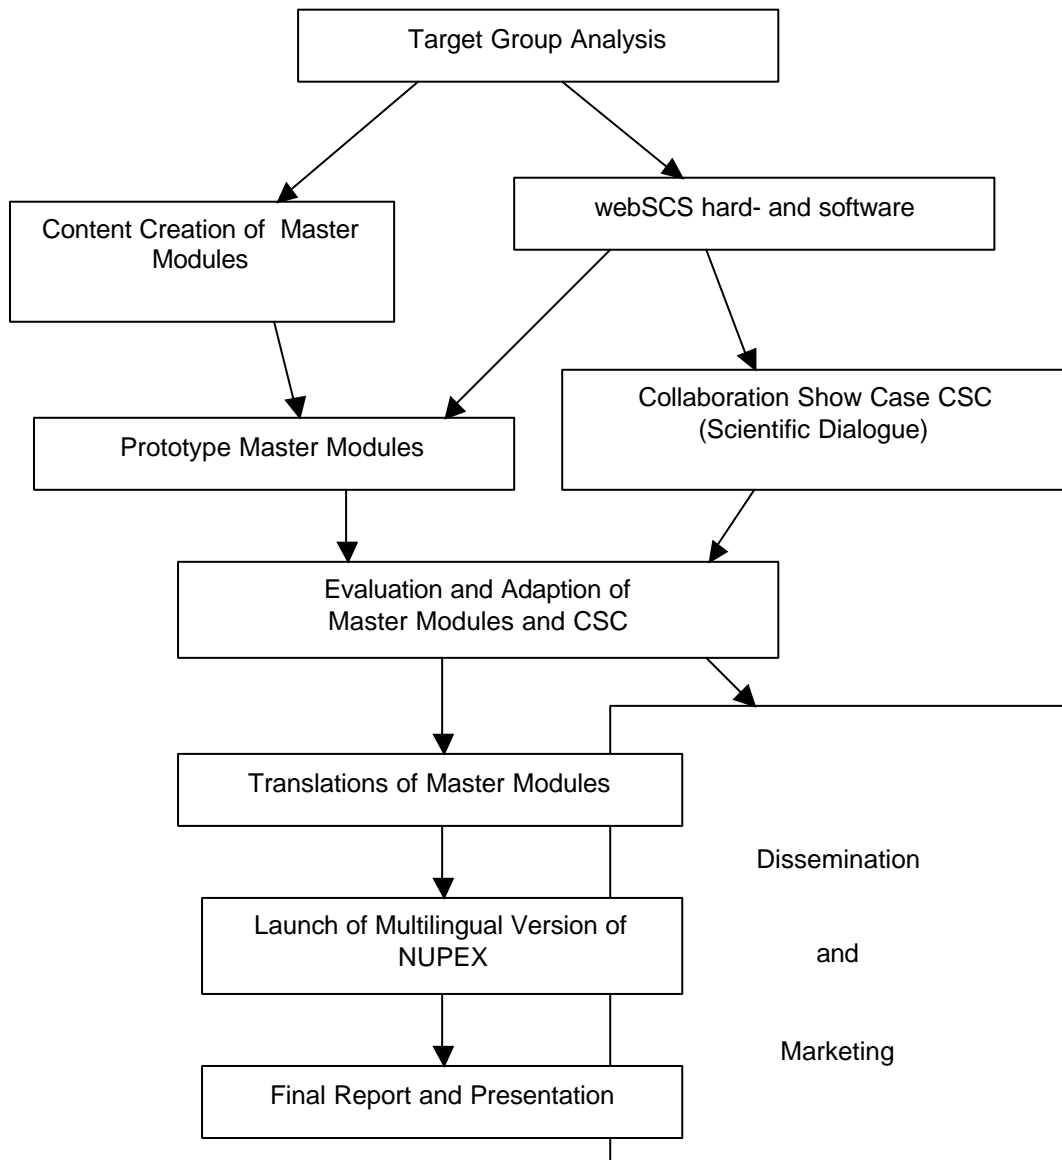 Target Group Analysis
webSCS hard- and software
Content Creation of Master
Modules
Collaboration Show Case CSC
(Scientific Dialogue)
Prototype Master Modules
Evaluation and Adaption of
Master Modules and CSC
Translations of Master Modules
Dissemination
and
Marketing
Launch of Multilingual Version of
NUPEX
Final Report and Presentation